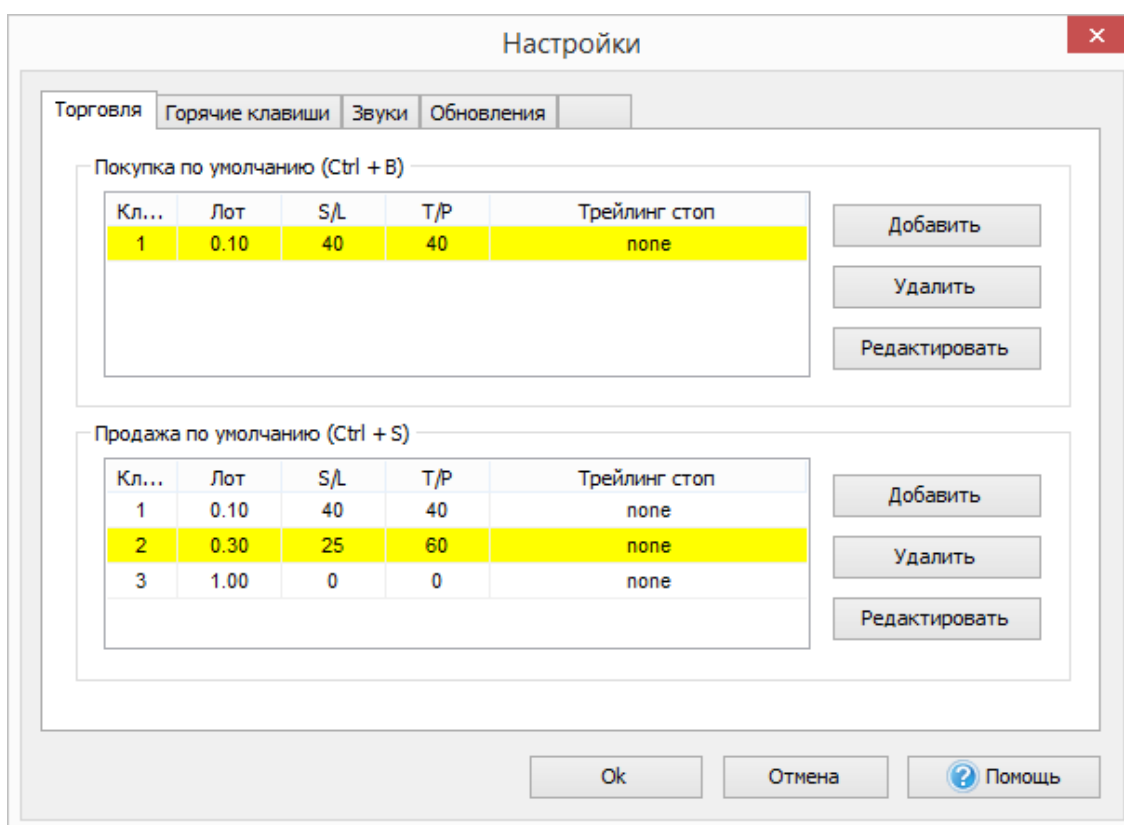 Настройки
Торговля Горячие клавиши Звуки Обновления
Покупка по умолчанию (Ctrl + B)
Кл... Лот S/L T/P Трейлинг стоп
1 0.10 40 40 none
Добавить
Удалить
Редактировать
Продажа по умолчанию (Ctrl + S)
Кл... Лот S/L T/P Трейлинг стоп
1 0.10 40 40 none
2 0.30 25 60 none
3 1.00 0 0 none
Добавить
Удалить
Редактировать
Ok Отмена Помощь